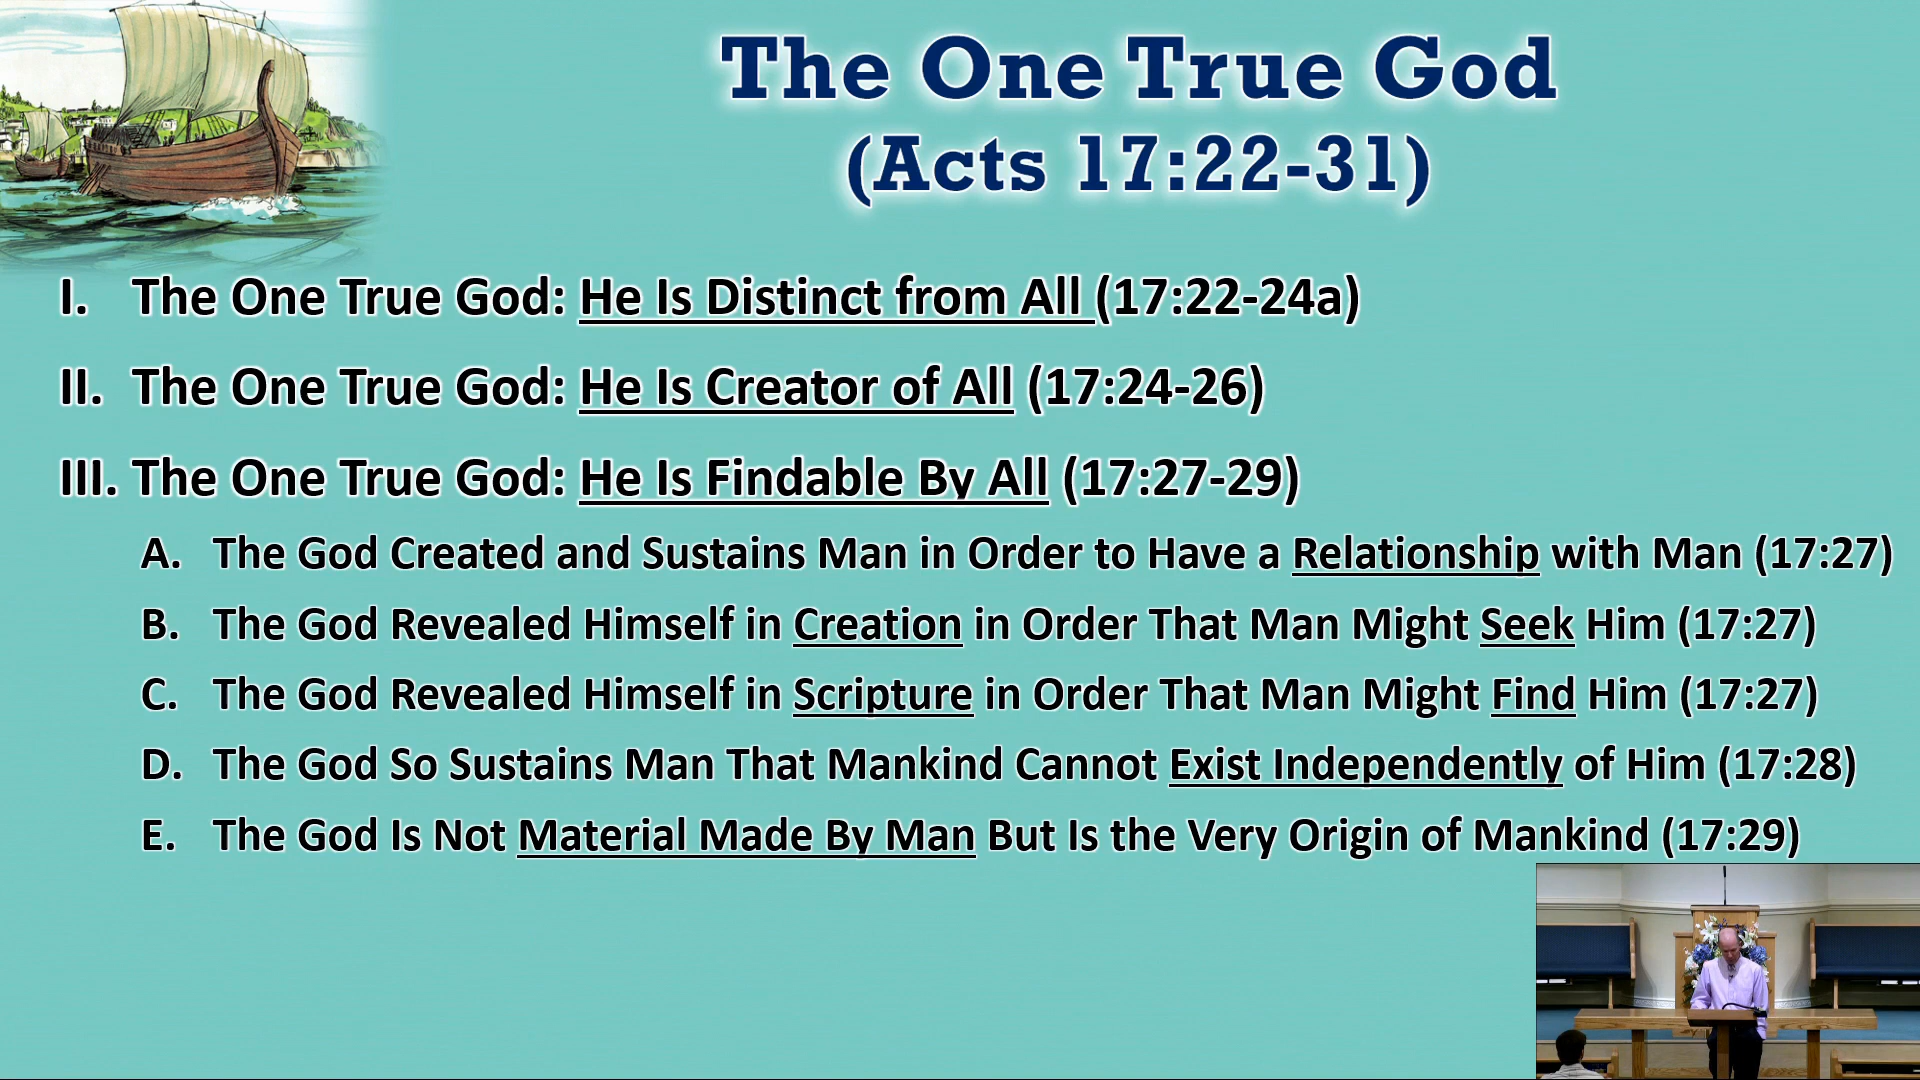 The One True God
(Acts 17:22-31)
I. The One True God: He Is Distinct from All (17:22-24a)
II. The One True God: He Is Creator of All (17:24-26)
III. The One True God: He Is Findable By All (17:27-29)
A. The God Created and Sustains Man in Order to Have a Relationship with Man (17:27)
B. The God Revealed Himself in Creation in Order That Man Might Seek Him (17:27)
C. The God Revealed Himself in Scripture in Order That Man Might Find Him (17:27)
D. The God So Sustains Man That Mankind Cannot Exist Independently of Him (17:28)
E. The God Is Not Material Made By Man But Is the Very Origin of Mankind (17:29)